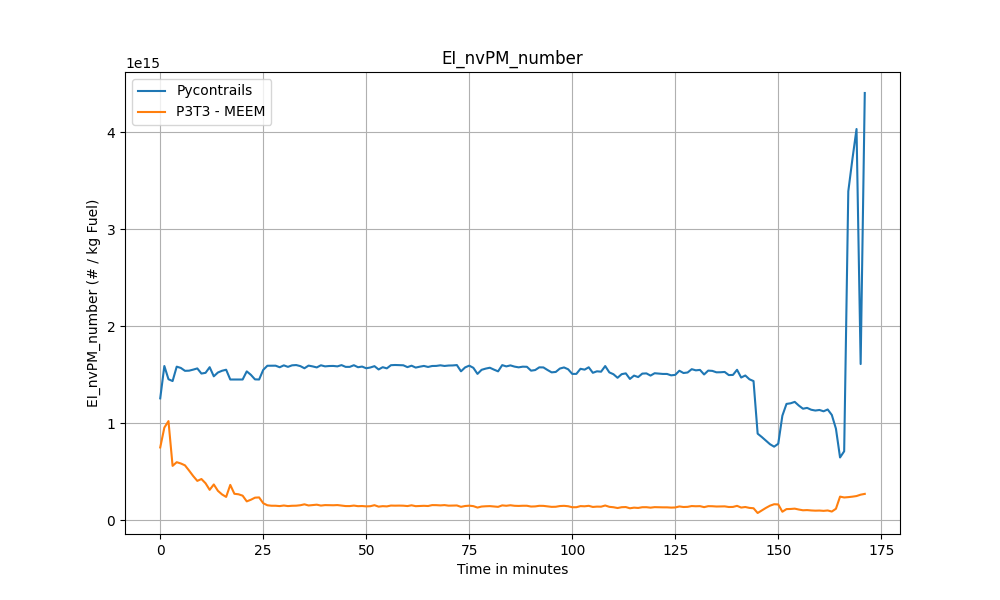 EI_nvPM_number
1e15
Pycontrails
P3T3 - MEEM
4
3
2
1
0
EI_nvPM_number (# / kg Fuel)
0 25 50 75 100 125 150 175
Time in minutes